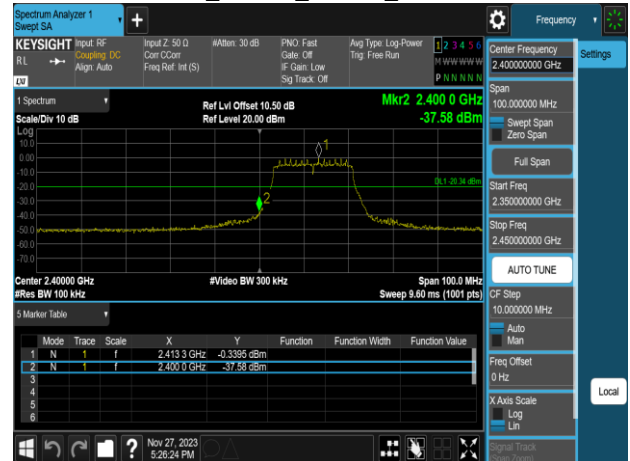 Spectrum Analyzer 1
Swept SA
Frequency
KEYSIGHT
RL
Input: RF
Coupling: DC
Align: Auto
Input Z: 50 Ω
Corr CCorr
Freq Ref: Int (S)
#Atten: 30 dB
PNO: Fast
Gate: Off
IF Gain: Low
Sig Track: Off
Avg Type: Log-Power
Trig: Free Run
1 2 3 4 5 6
M W W W W W
P N N N N N
LXI
1 Spectrum
Scale/Div 10 dB
Ref Lvl Offset 10.50 dB
Ref Level 20.00 dBm
Mkr2 2.400 0 GHz
-37.58 dBm
Log
10.0
0.00
-10.0
-20.0
-30.0
-40.0
-50.0
-60.0
-70.0
1
2
DL1 -20.34 dBm
Center 2.40000 GHz
#Res BW 100 kHz
#Video BW 300 kHz
Span 100.0 MHz
Sweep 9.60 ms (1001 pts)
5 Marker Table
Mode Trace Scale X Y Function Function Width Function Value
1 N 1 f 2.413 3 GHz -0.3395 dBm
2 N 1 f 2.400 0 GHz -37.58 dBm
3
4
5
6
Nov 27, 2023
5:26:24 PM
?
Center Frequency
2.400000000 GHz
Settings
Span
100.000000 MHz
Swept Span
Zero Span
Full Span
Start Freq
2.350000000 GHz
Stop Freq
2.450000000 GHz
AUTO TUNE
CF Step
10.000000 MHz
Auto
Man
Freq Offset
0 Hz
X Axis Scale
Log
Lin
Local
Signal Track
(Span Zoom)